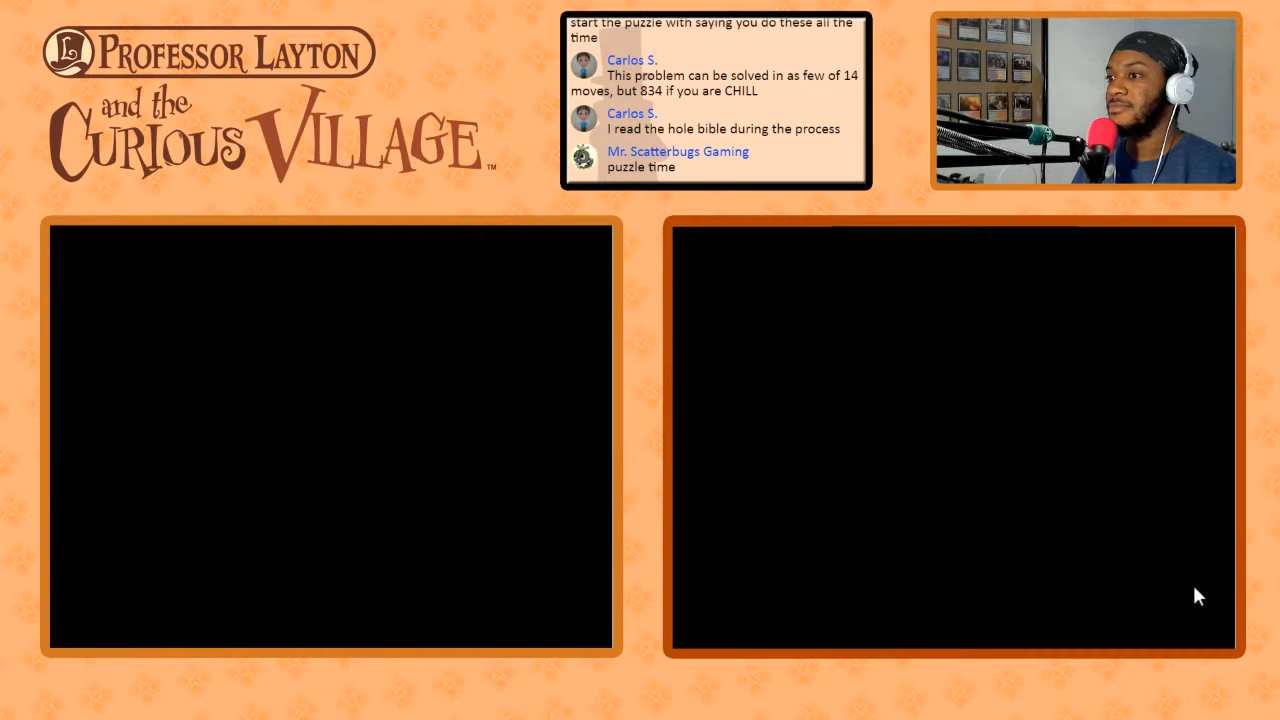 PROFESSOR LAYTON
and the
CURIOUS VILLAGE™
start the puzzle with saying you do these all the
time
Carlos S.
This problem can be solved in as few of 14
moves, but 834 if you are CHILL
Carlos S.
I read the hole bible during the process
Mr. Scatterbugs Gaming
puzzle time